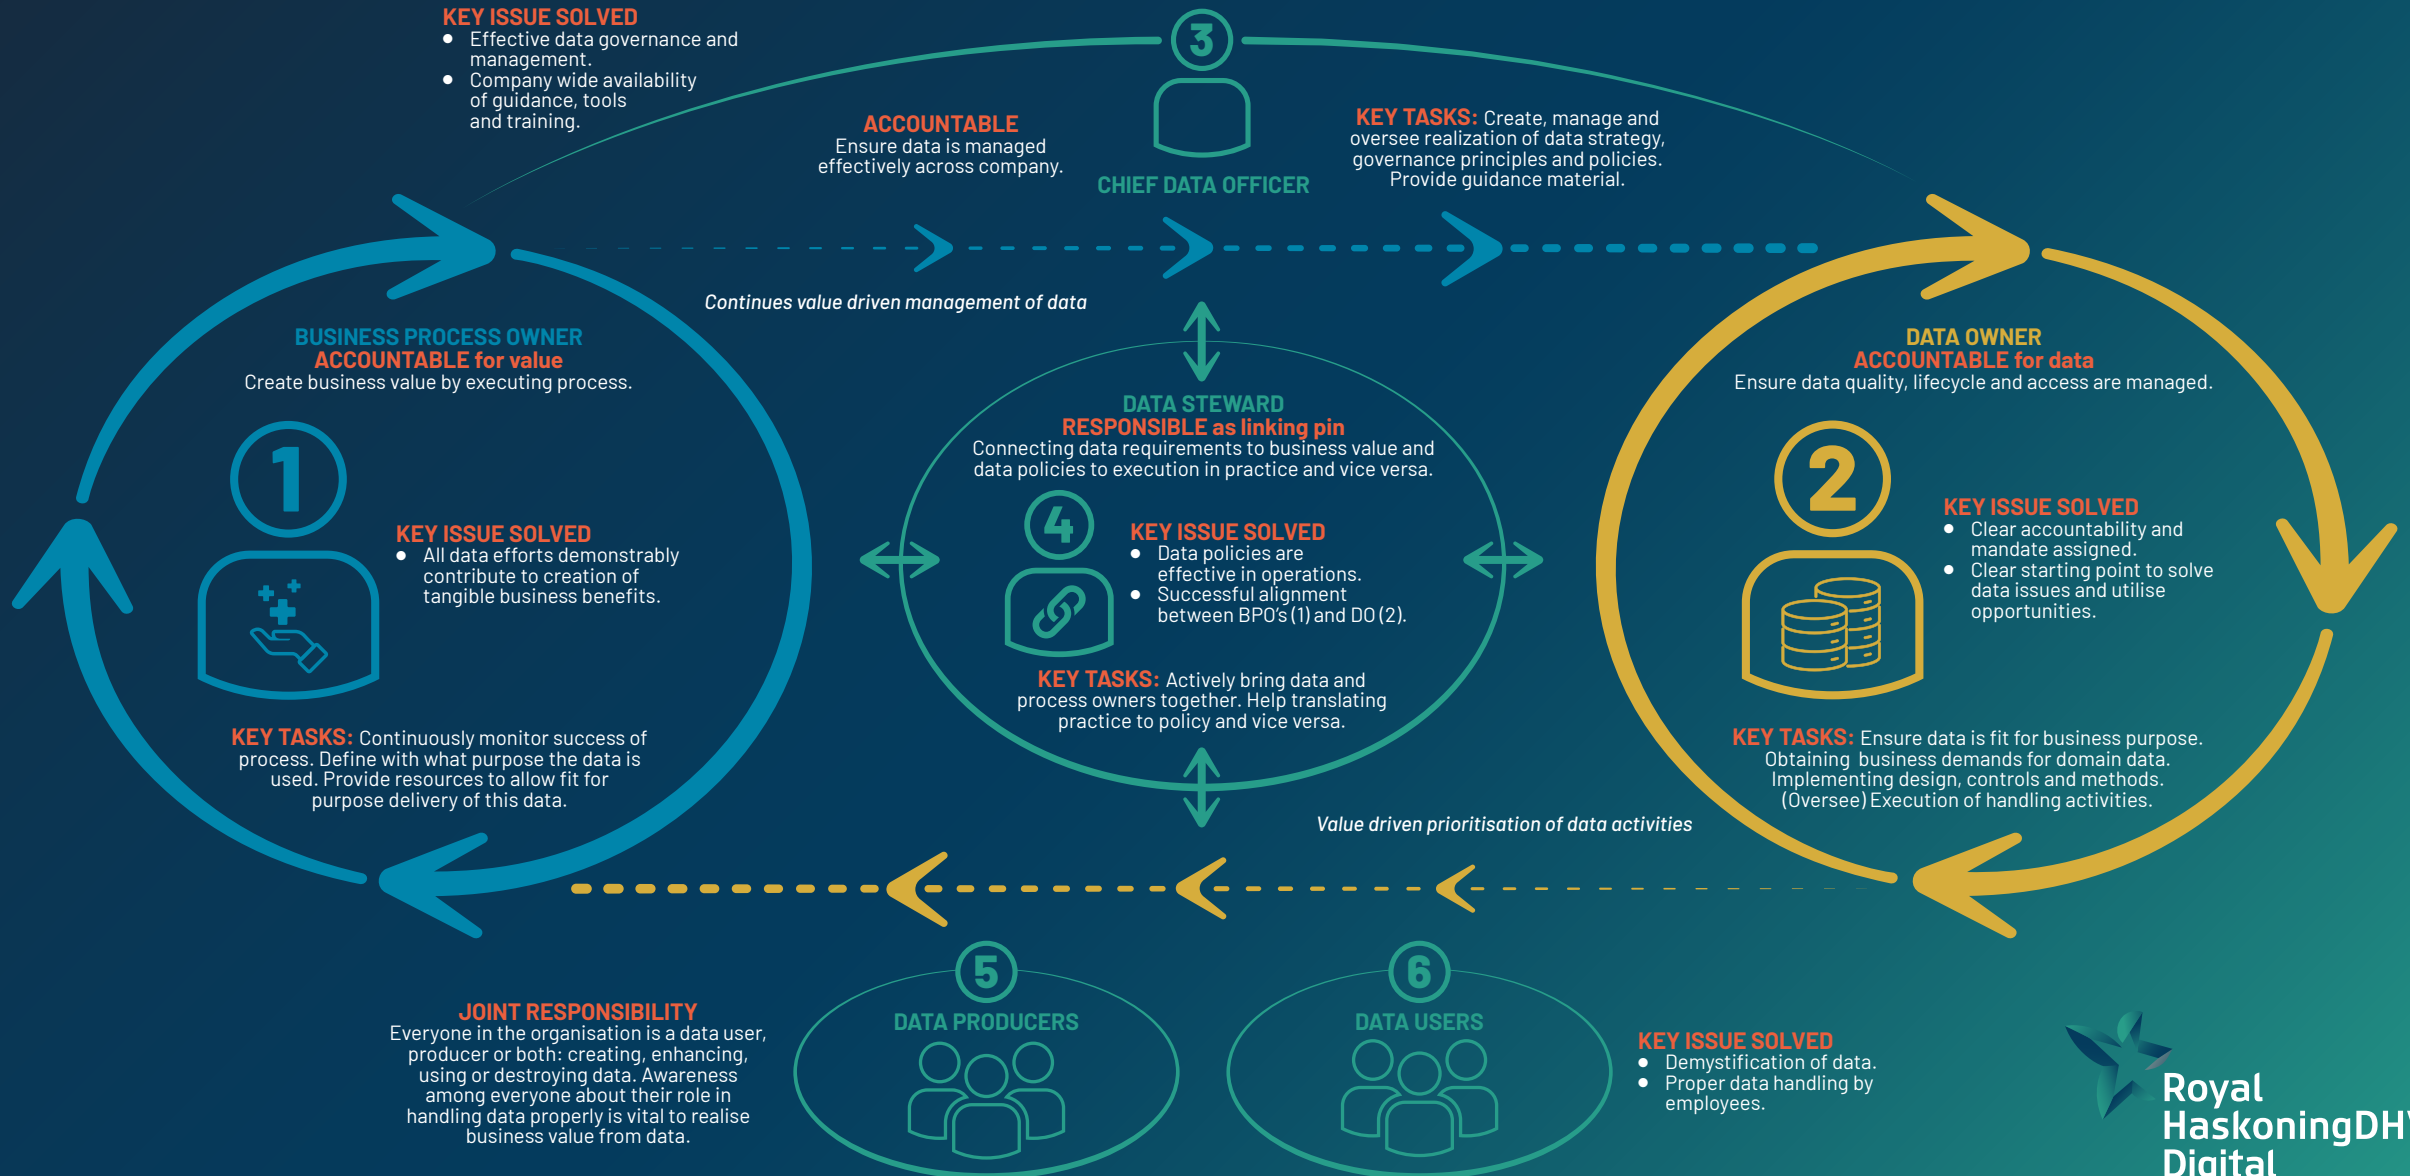 KEY ISSUE SOLVED
• Effective data governance and
management.
• Company wide availability
of guidance, tools
and training.
ACCOUNTABLE
Ensure data is managed
effectively across company.
3
CHIEF DATA OFFICER
KEY TASKS: Create, manage and
oversee realization of data strategy,
governance principles and policies.
Provide guidance material.
Continues value driven management of data
BUSINESS PROCESS OWNER
ACCOUNTABLE for value
Create business value by executing process.
1
KEY ISSUE SOLVED
• All data efforts demonstrably
contribute to creation of
tangible business benefits.
KEY TASKS: Continuously monitor success of
process. Define with what purpose the data is
used. Provide resources to allow fit for
purpose delivery of this data.
DATA STEWARD
RESPONSIBLE as linking pin
Connecting data requirements to business value and
data policies to execution in practice and vice versa.
4
KEY ISSUE SOLVED
• Data policies are
effective in operations.
• Successful alignment
between BPO's (1) and DO (2).
KEY TASKS: Actively bring data and
process owners together. Help translating
practice to policy and vice versa.
DATA OWNER
ACCOUNTABLE for data
Ensure data quality, lifecycle and access are managed.
2
KEY ISSUE SOLVED
• Clear accountability and
mandate assigned.
• Clear starting point to solve
data issues and utilise
opportunities.
KEY TASKS: Ensure data is fit for business purpose.
Obtaining business demands for domain data.
Implementing design, controls and methods.
(Oversee) Execution of handling activities.
Value driven prioritisation of data activities
JOINT RESPONSIBILITY
Everyone in the organisation is a data user,
producer or both: creating, enhancing,
using or destroying data. Awareness
among everyone about their role in
handling data properly is vital to realise
business value from data.
5
DATA PRODUCERS
6
DATA USERS
KEY ISSUE SOLVED
• Demystification of data.
• Proper data handling by
employees.
Royal
HaskoningDHV
Digital